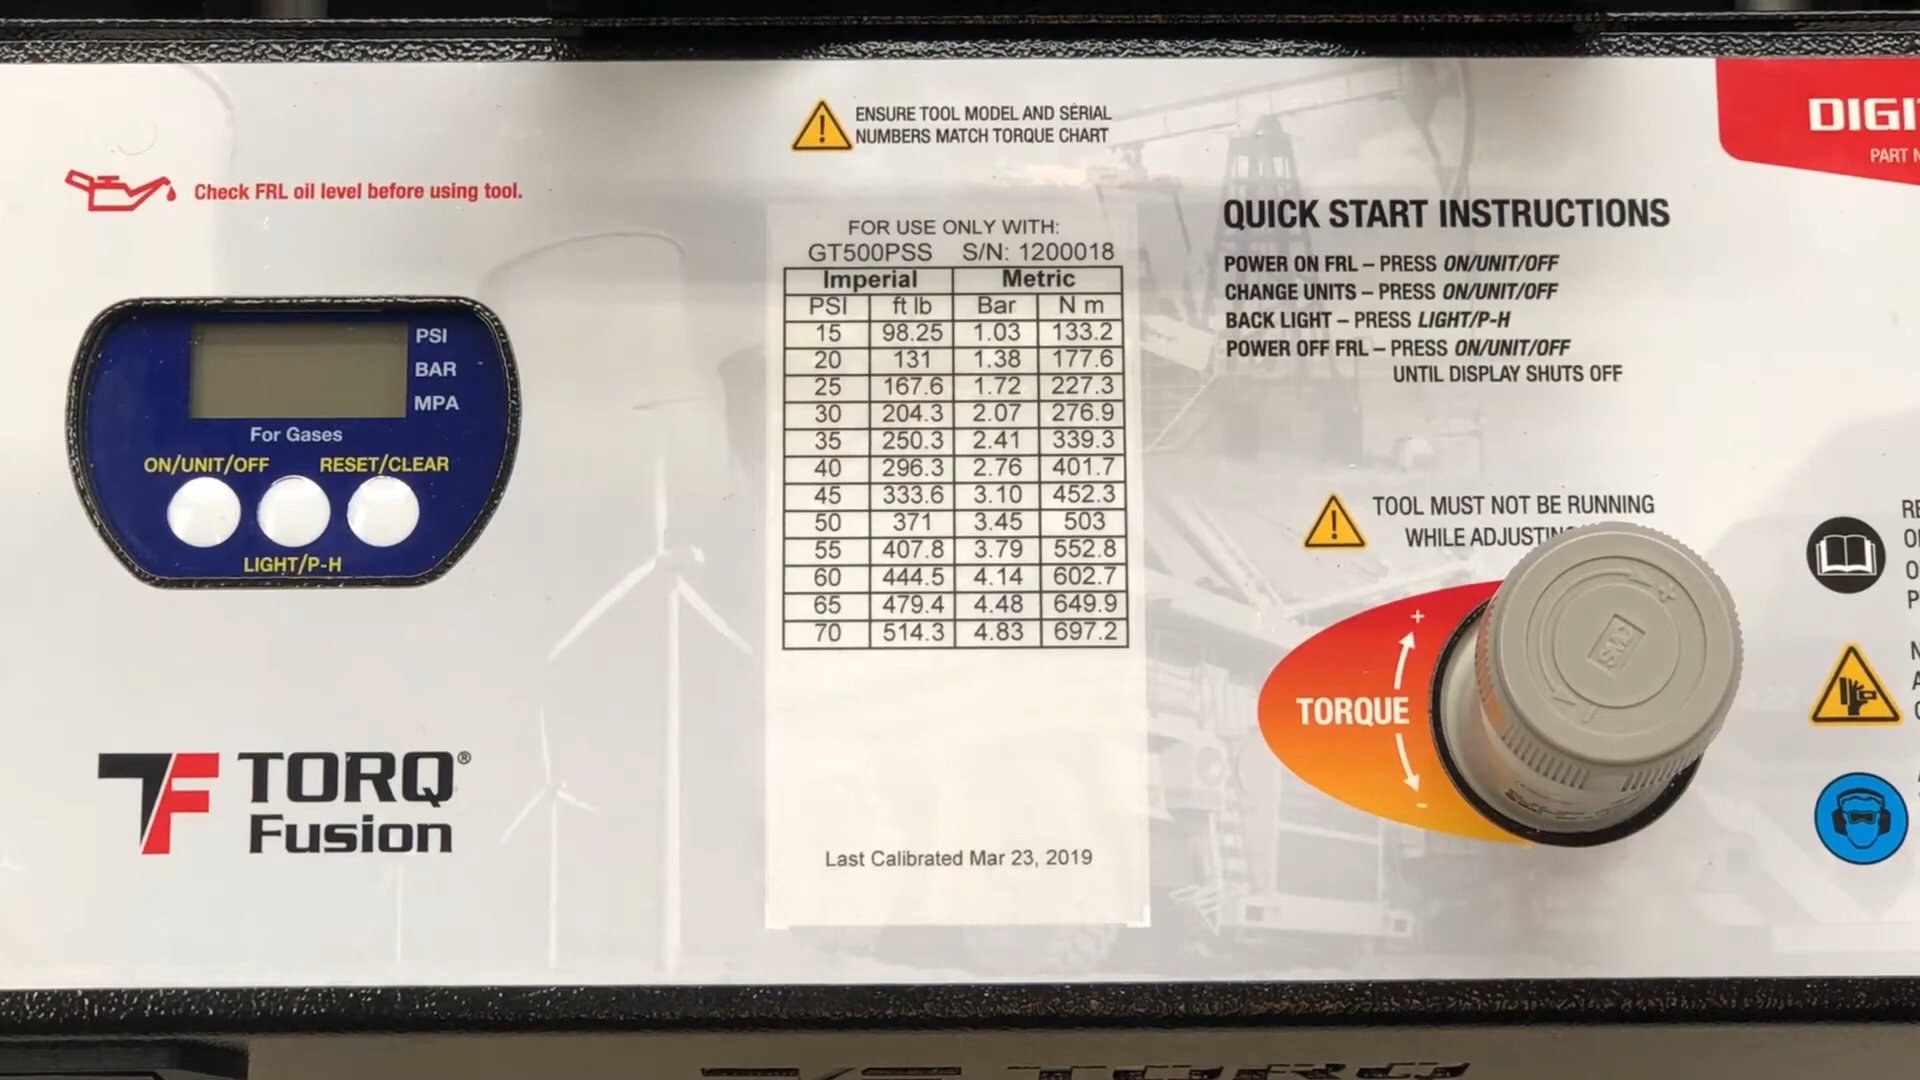 ENSURE TOOL MODEL AND SERIAL
NUMBERS MATCH TORQUE CHART
Check FRL oil level before using tool.
PSI
BAR
MPA
For Gases
ON/UNIT/OFF RESET/CLEAR
LIGHT/P-H
TORQ®
Fusion
FOR USE ONLY WITH:
GT500PSS S/N: 1200018
Imperial Metric
PSI ft lb Bar N m
15 98.25 1.03 133.2
20 131 1.38 177.6
25 167.6 1.72 227.3
30 204.3 2.07 276.9
35 250.3 2.41 339.3
40 296.3 2.76 401.7
45 333.6 3.10 452.3
50 371 3.45 503
55 407.8 3.79 552.8
60 444.5 4.14 602.7
65 479.4 4.48 649.9
70 514.3 4.83 697.2
Last Calibrated Mar 23, 2019
QUICK START INSTRUCTIONS
POWER ON FRL – PRESS ON/UNIT/OFF
CHANGE UNITS – PRESS ON/UNIT/OFF
BACK LIGHT – PRESS LIGHT/P-H
POWER OFF FRL – PRESS ON/UNIT/OFF
UNTIL DISPLAY SHUTS OFF
TOOL MUST NOT BE RUNNING
WHILE
+
TORQUE
-
SMC
PART